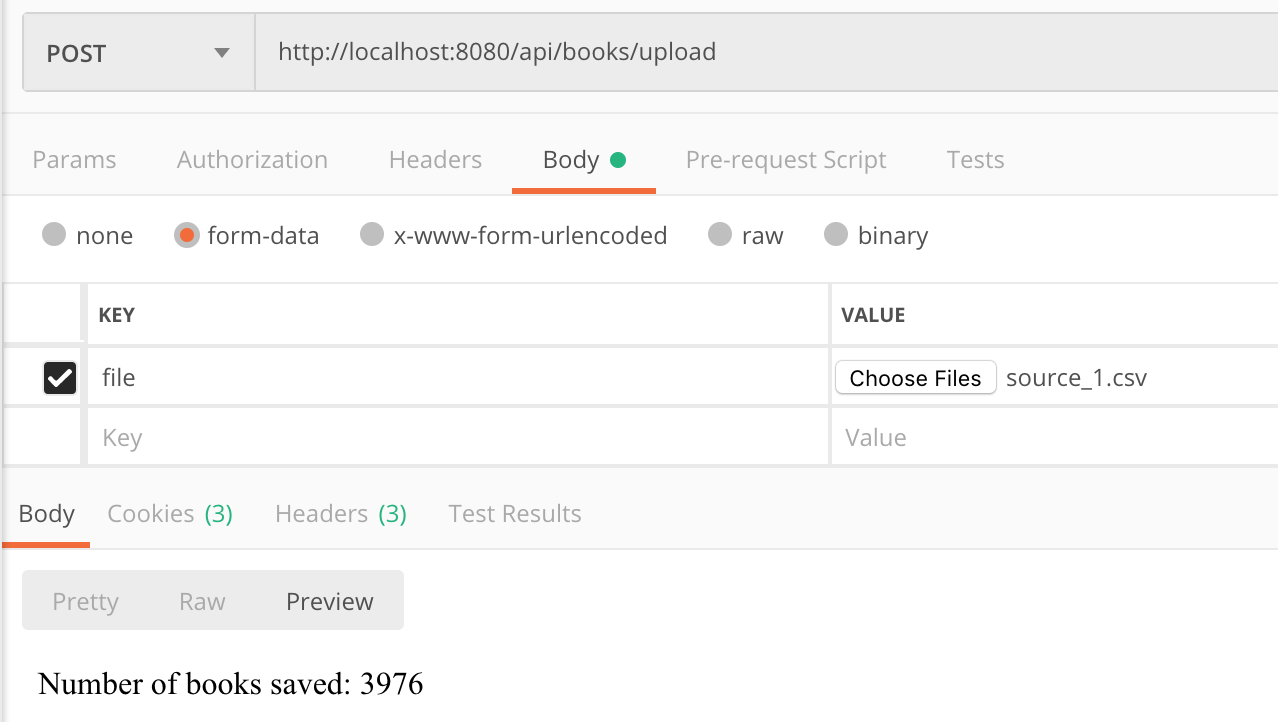 POST http://localhost:8080/api/books/upload
Params Authorization Headers Body Pre-request Script Tests
none form-data x-www-form-urlencoded raw binary
KEY VALUE
file Choose Files source_1.csv
Key Value
Body Cookies (3) Headers (3) Test Results
Pretty Raw Preview
Number of books saved: 3976